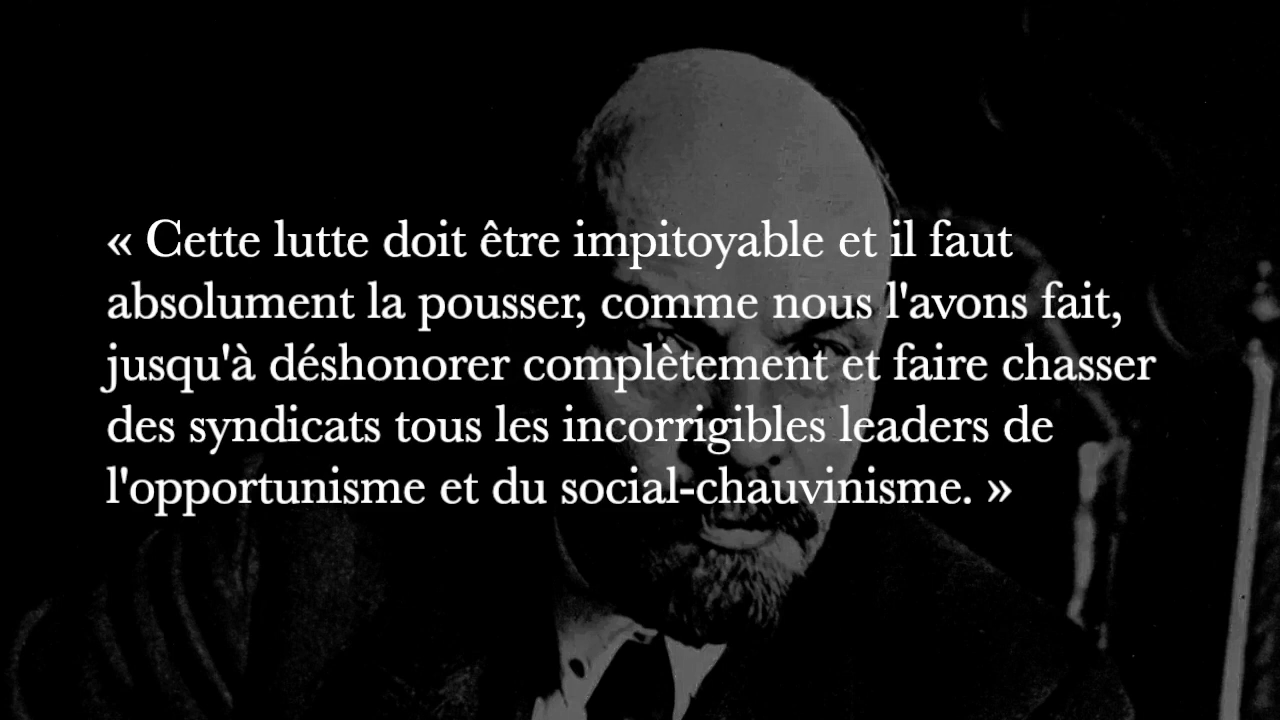 « Cette lutte doit être impitoyable et il faut
absolument la pousser, comme nous l'avons fait,
jusqu'à déshonorer complètement et faire chasser
des syndicats tous les incorrigibles leaders de
l'opportunisme et du social-chauvinisme. »